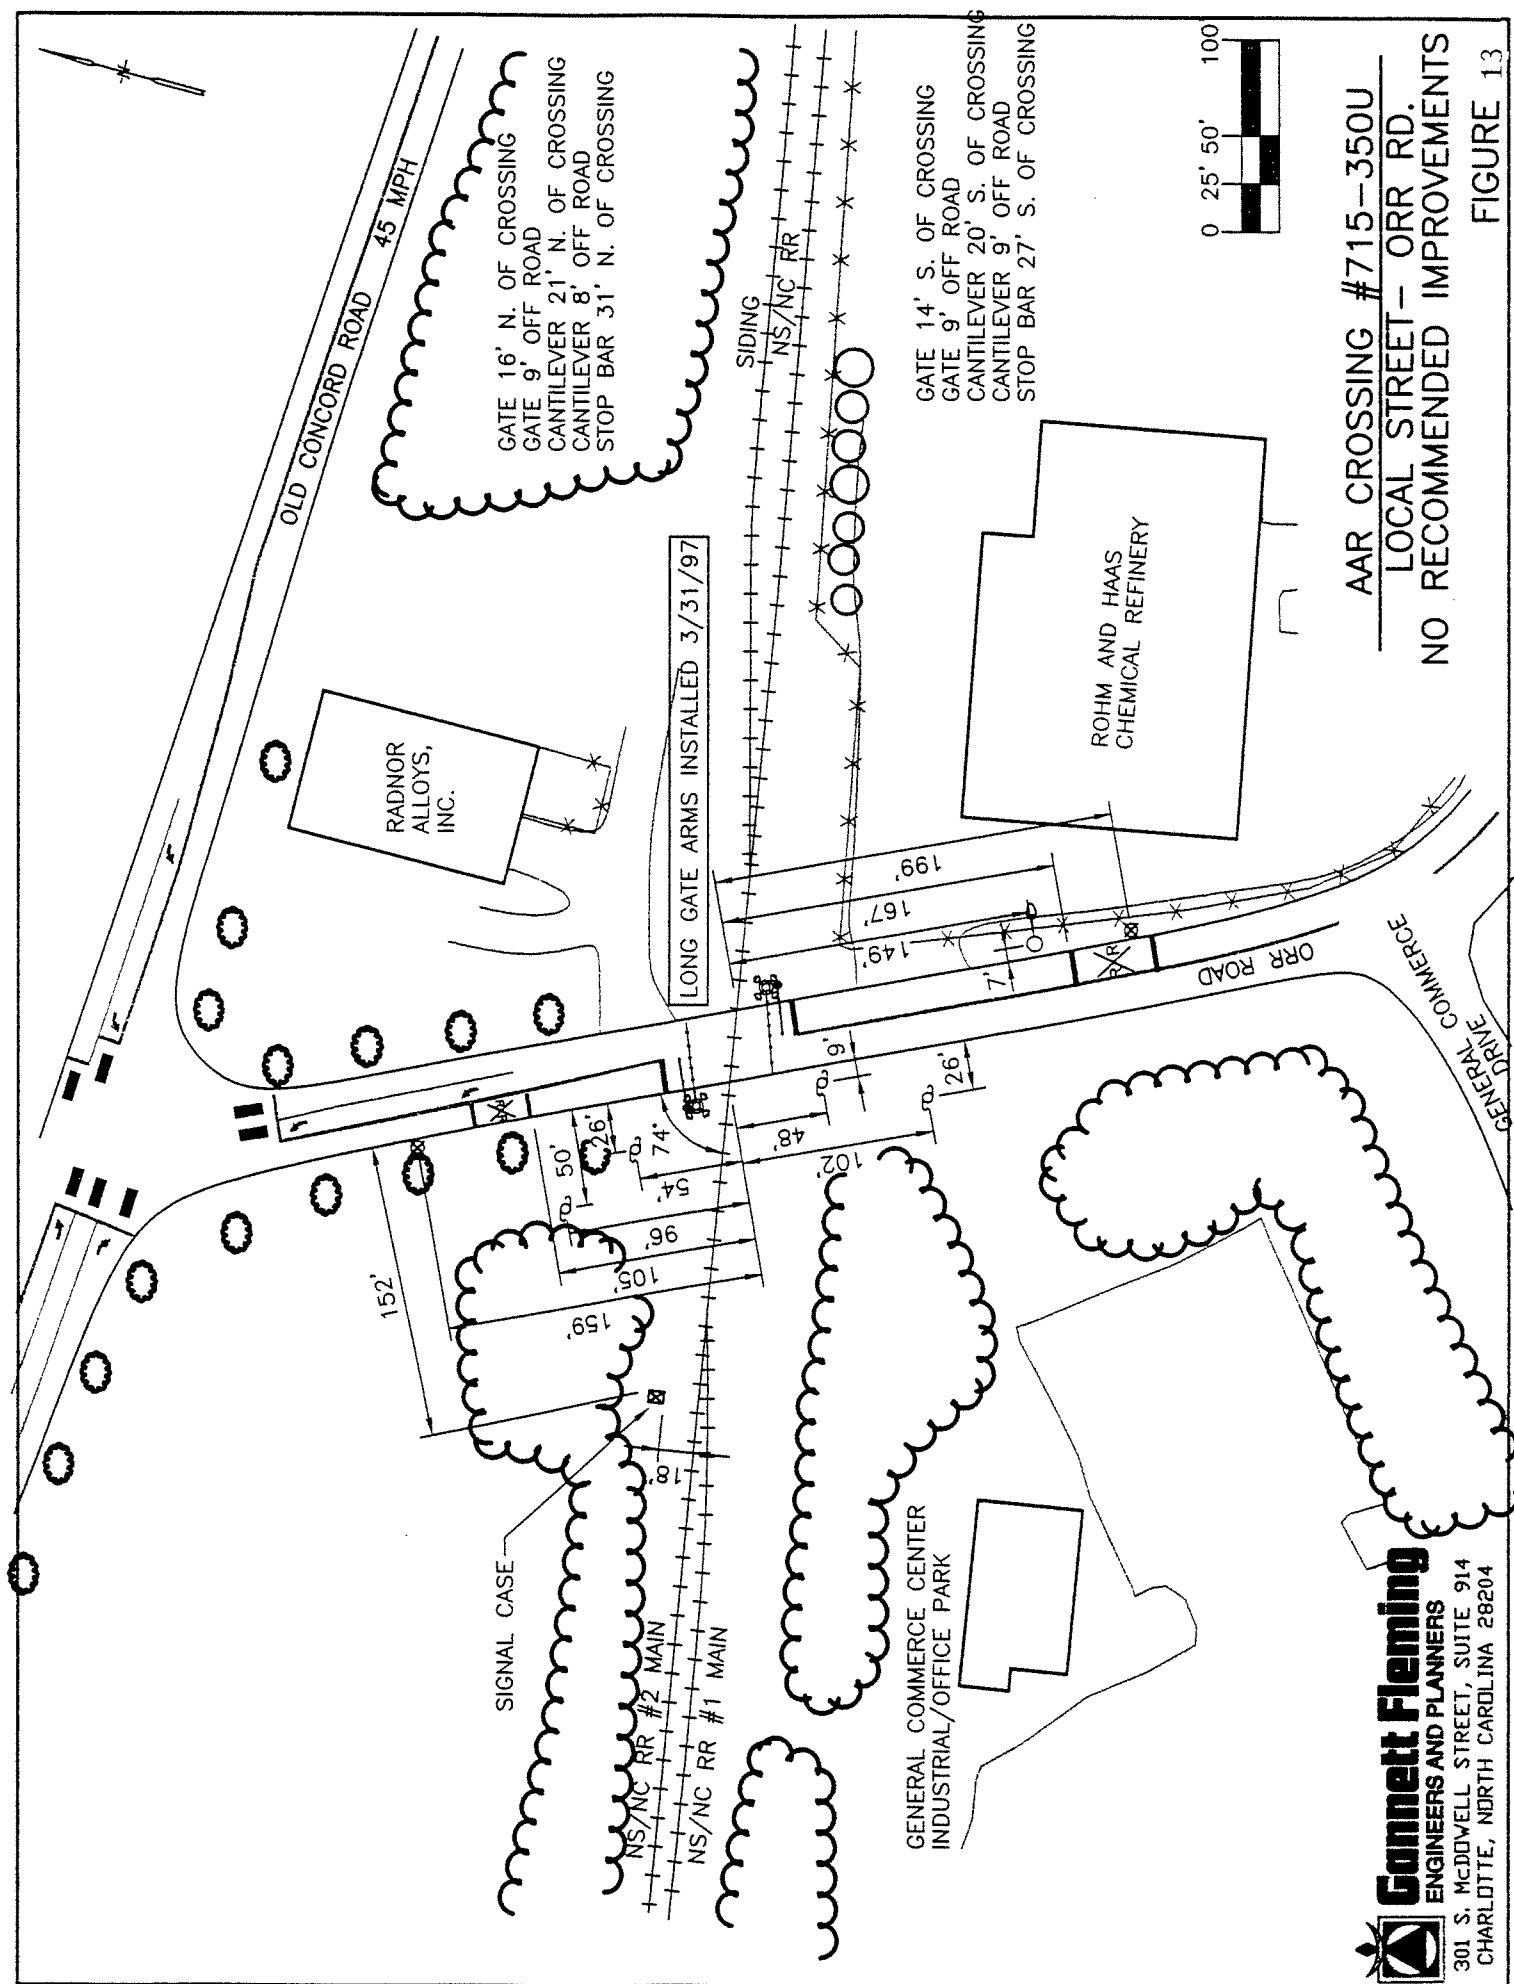 N
OLD CONCORD ROAD 45 MPH
GATE 16' N. OF CROSSING
GATE 9' OFF ROAD
CANTILEVER 21' N. OF CROSSING
CANTILEVER 8' OFF ROAD
STOP BAR 31' N. OF CROSSING
RADNOR
ALLOYS,
INC.
LONG GATE ARMS INSTALLED 3/31/97
SIDING
NS/NC RR
GATE 14' S. OF CROSSING
GATE 9' OFF ROAD
CANTILEVER 20' S. OF CROSSING
CANTILEVER 9' OFF ROAD
STOP BAR 27' S. OF CROSSING
152'
50'
26'
74°
54'
96'
105'
159'
18'
48'
102'
9'
26'
7'
149'
167'
199'
R R
ORR ROAD
SIGNAL CASE
NS/NC RR #2 MAIN
NS/NC RR #1 MAIN
GENERAL COMMERCE CENTER
INDUSTRIAL/OFFICE PARK
ROHM AND HAAS
CHEMICAL REFINERY
GENERAL COMMERCE
DRIVE
0 25' 50' 100
AAR CROSSING #715-350U
LOCAL STREET- ORR RD.
NO RECOMMENDED IMPROVEMENTS
FIGURE 13
Gannett Fleming
ENGINEERS AND PLANNERS
301 S. McDOWELL STREET, SUITE 914
CHARLOTTE, NORTH CAROLINA 28204